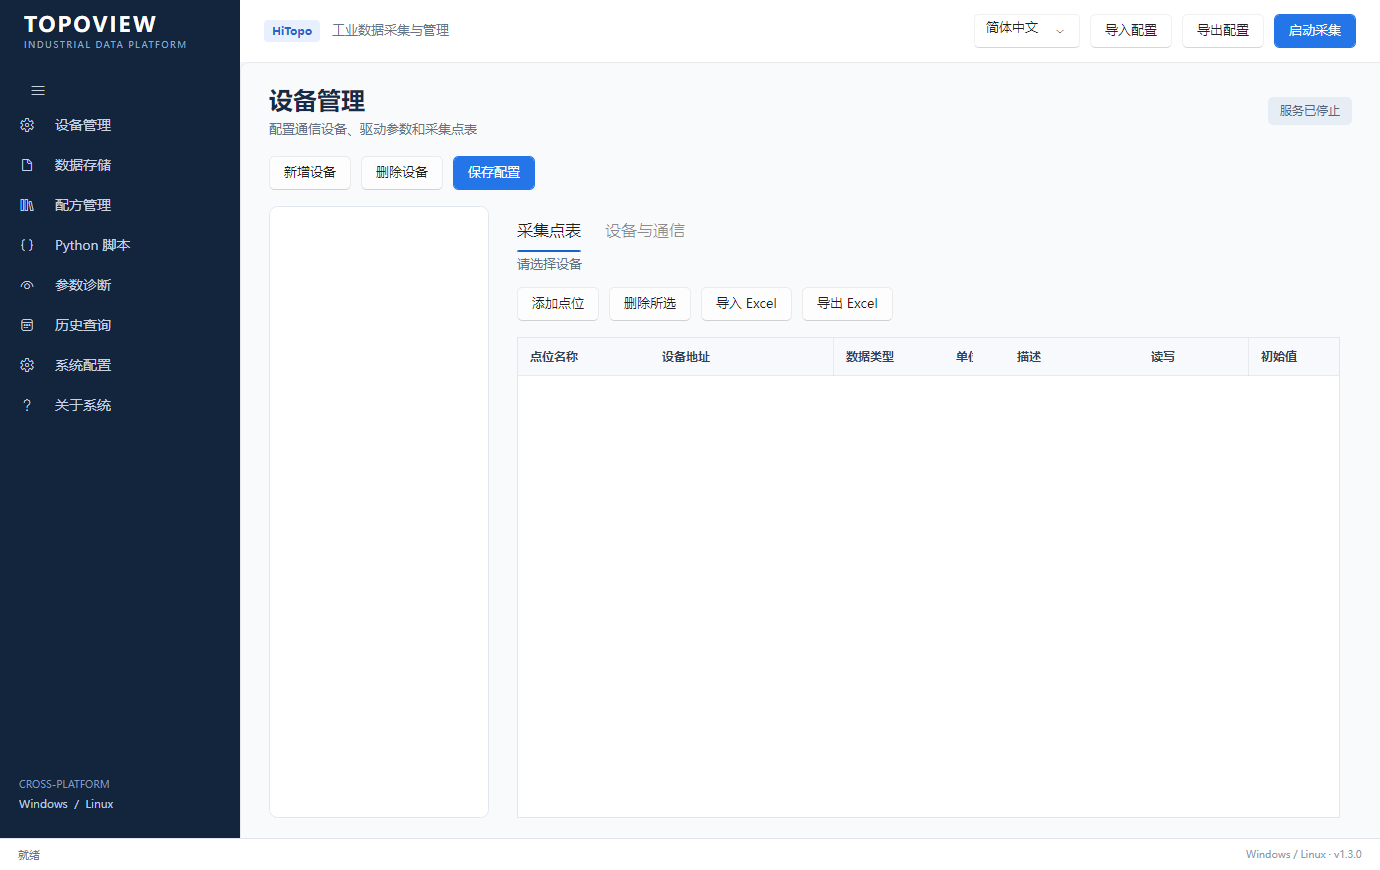 TOPOVIEW
INDUSTRIAL DATA PLATFORM
设备管理
数据存储
配方管理
Python 脚本
参数诊断
历史查询
系统配置
关于系统
CROSS-PLATFORM
Windows / Linux
HiTopo 工业数据采集与管理 简体中文 导入配置 导出配置 启动采集
设备管理
配置通信设备、驱动参数和采集点表
服务已停止
新增设备 删除设备 保存配置
采集点表 设备与通信
请选择设备
添加点位 删除所选 导入 Excel 导出 Excel
点位名称 设备地址 数据类型 单 描述 读写 初始值
就绪 Windows / Linux · v1.3.0